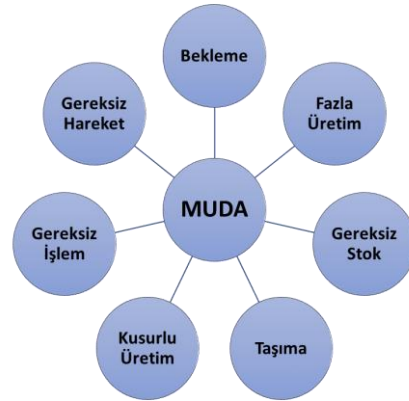 Bekleme
Gereksiz
Hareket
Fazla
Üretim
MUDA
Gereksiz
İşlem
Gereksiz
Stok
Kusurlu
Üretim
Taşıma